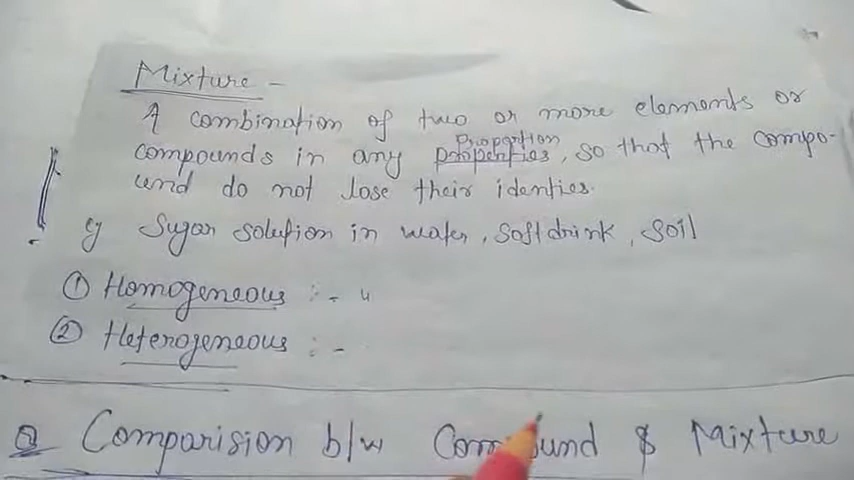 Mixture -
A combination of two or more elements or
compounds in any properties, so that the compo-
Proportion
und do not lose their identies.
eg Sugar solution in water, soft drink, soil
① Homogeneous :- "
② Heterogeneous :-
Q Comparision b/w Compound & Mixture